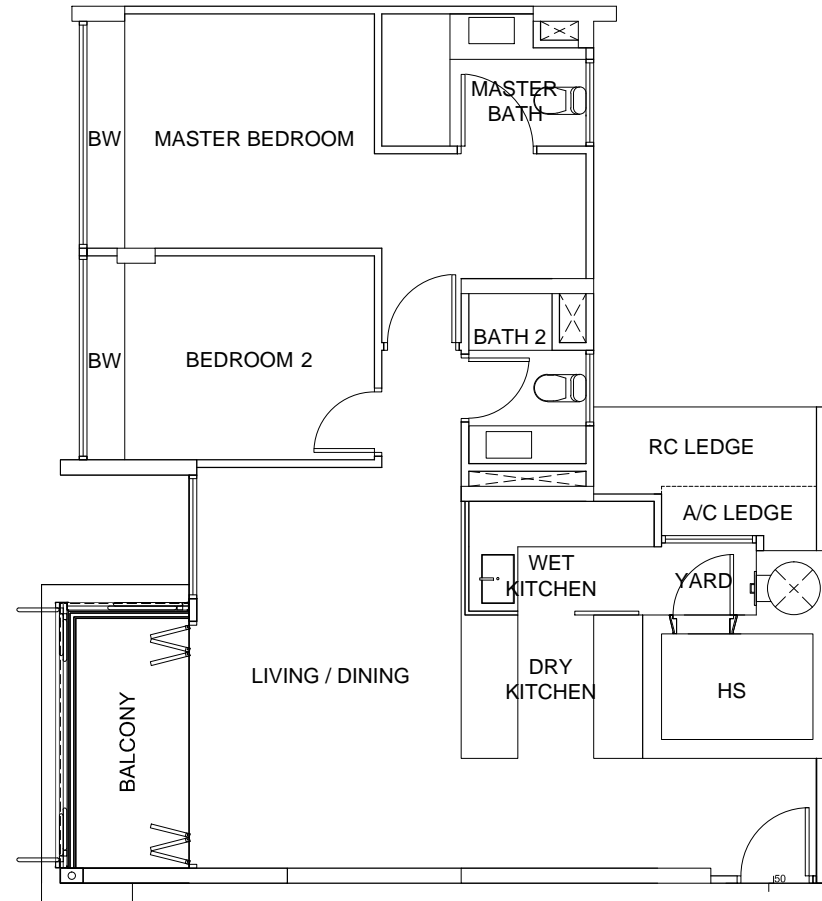 MASTER
BATH
BW
MASTER BEDROOM
BATH 2
BW
BEDROOM 2
RC LEDGE
A/C LEDGE
WET
KITCHEN
YARD
LIVING / DINING
DRY
KITCHEN
HS
BALCONY
50